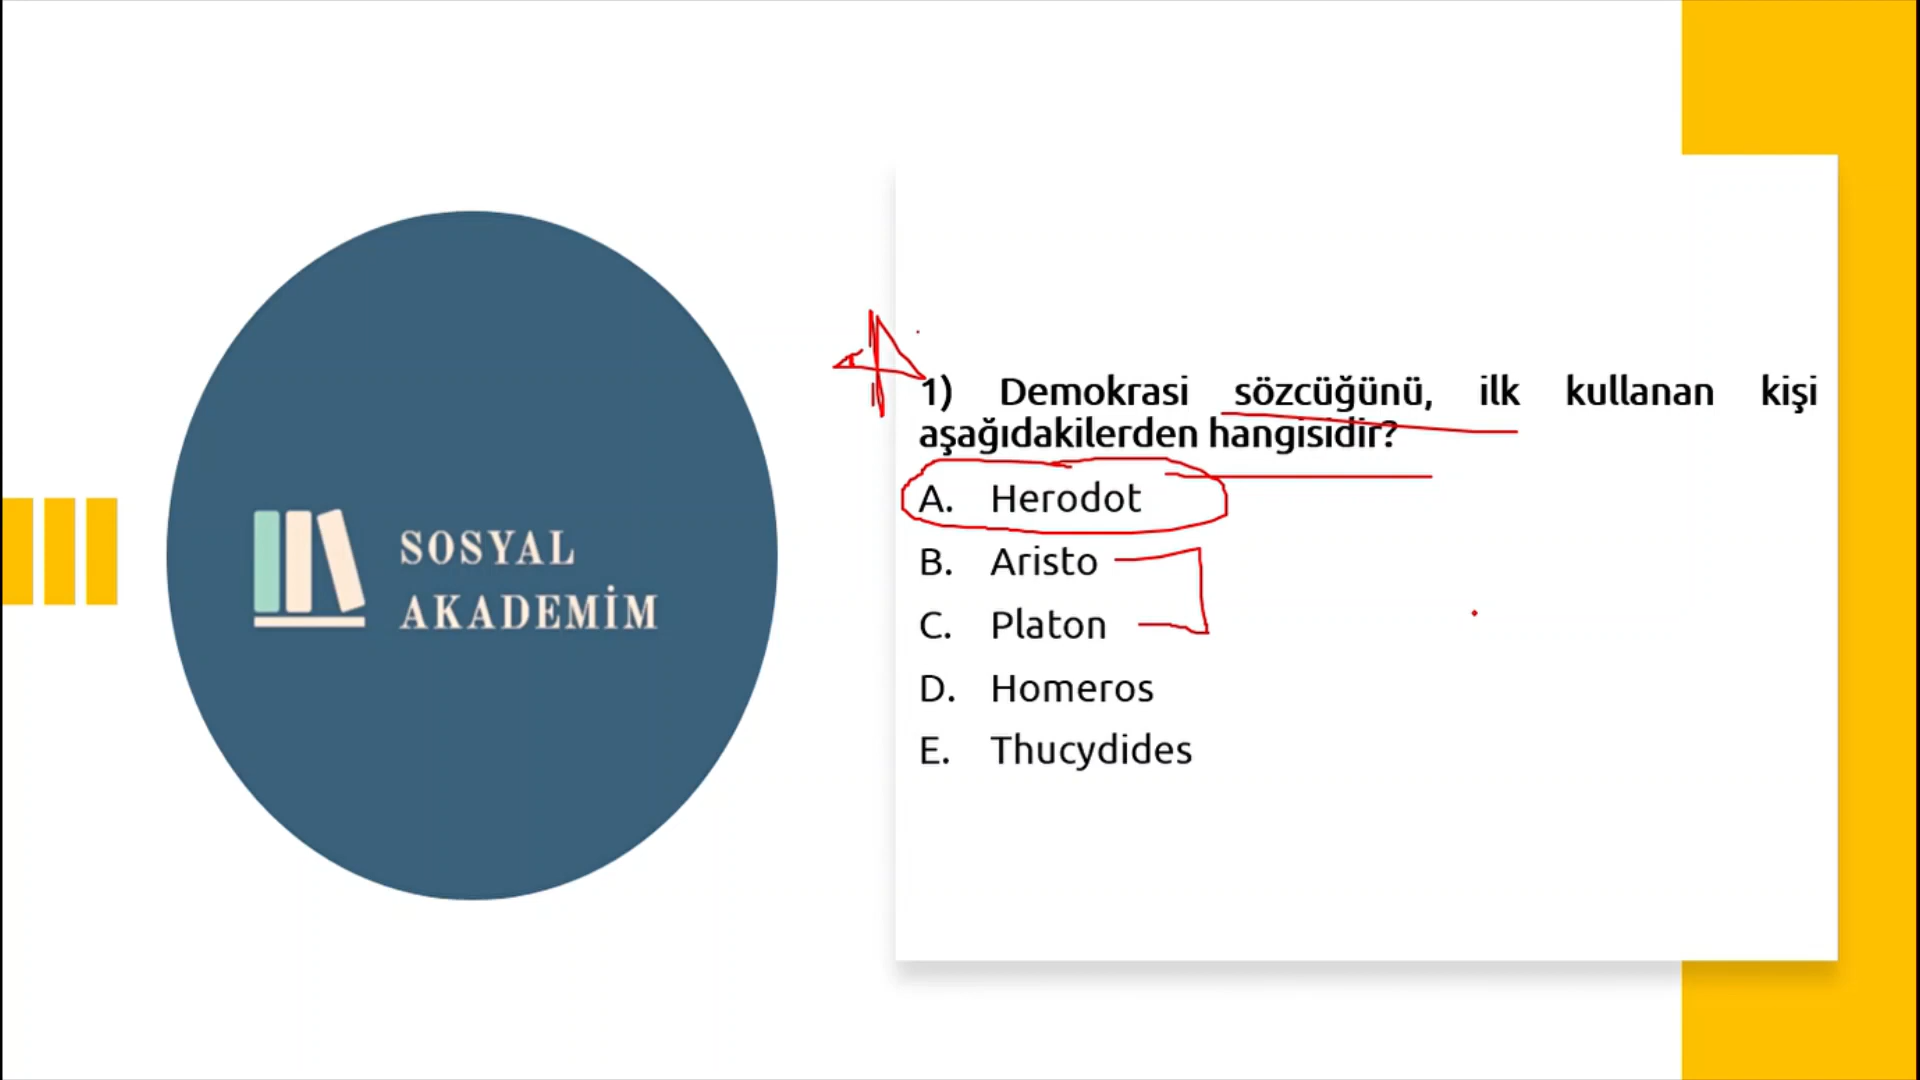 SOSYAL
AKADEMİM
1) Demokrasi sözcüğünü, ilk kullanan kişi
aşağıdakilerden hangisidir?
A. Herodot
B. Aristo
C. Platon
D. Homeros
E. Thucydides